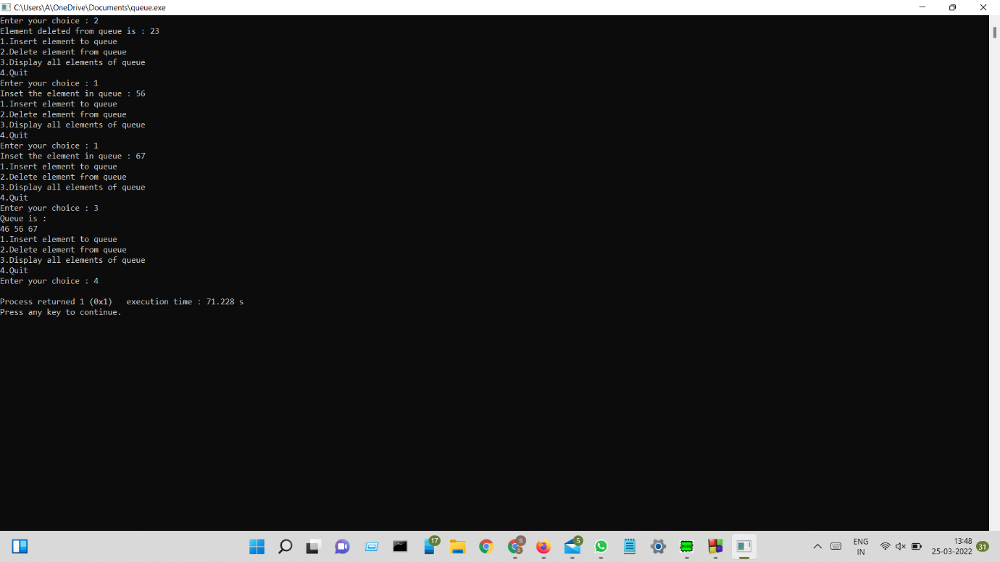 C:\Users\A\OneDrive\Documents\queue.exe
Enter your choice : 2
Element deleted from queue is : 23
1.Insert element to queue
2.Delete element from queue
3.Display all elements of queue
4.Quit
Enter your choice : 1
Inset the element in queue : 56
1.Insert element to queue
2.Delete element from queue
3.Display all elements of queue
4.Quit
Enter your choice : 1
Inset the element in queue : 67
1.Insert element to queue
2.Delete element from queue
3.Display all elements of queue
4.Quit
Enter your choice : 3
Queue is :
46 56 67
1.Insert element to queue
2.Delete element from queue
3.Display all elements of queue
4.Quit
Enter your choice : 4
Process returned 1 (0x1)   execution time : 71.228 s
Press any key to continue.
17
S
S
5
ENG
IN
13:48
25-03-2022
31